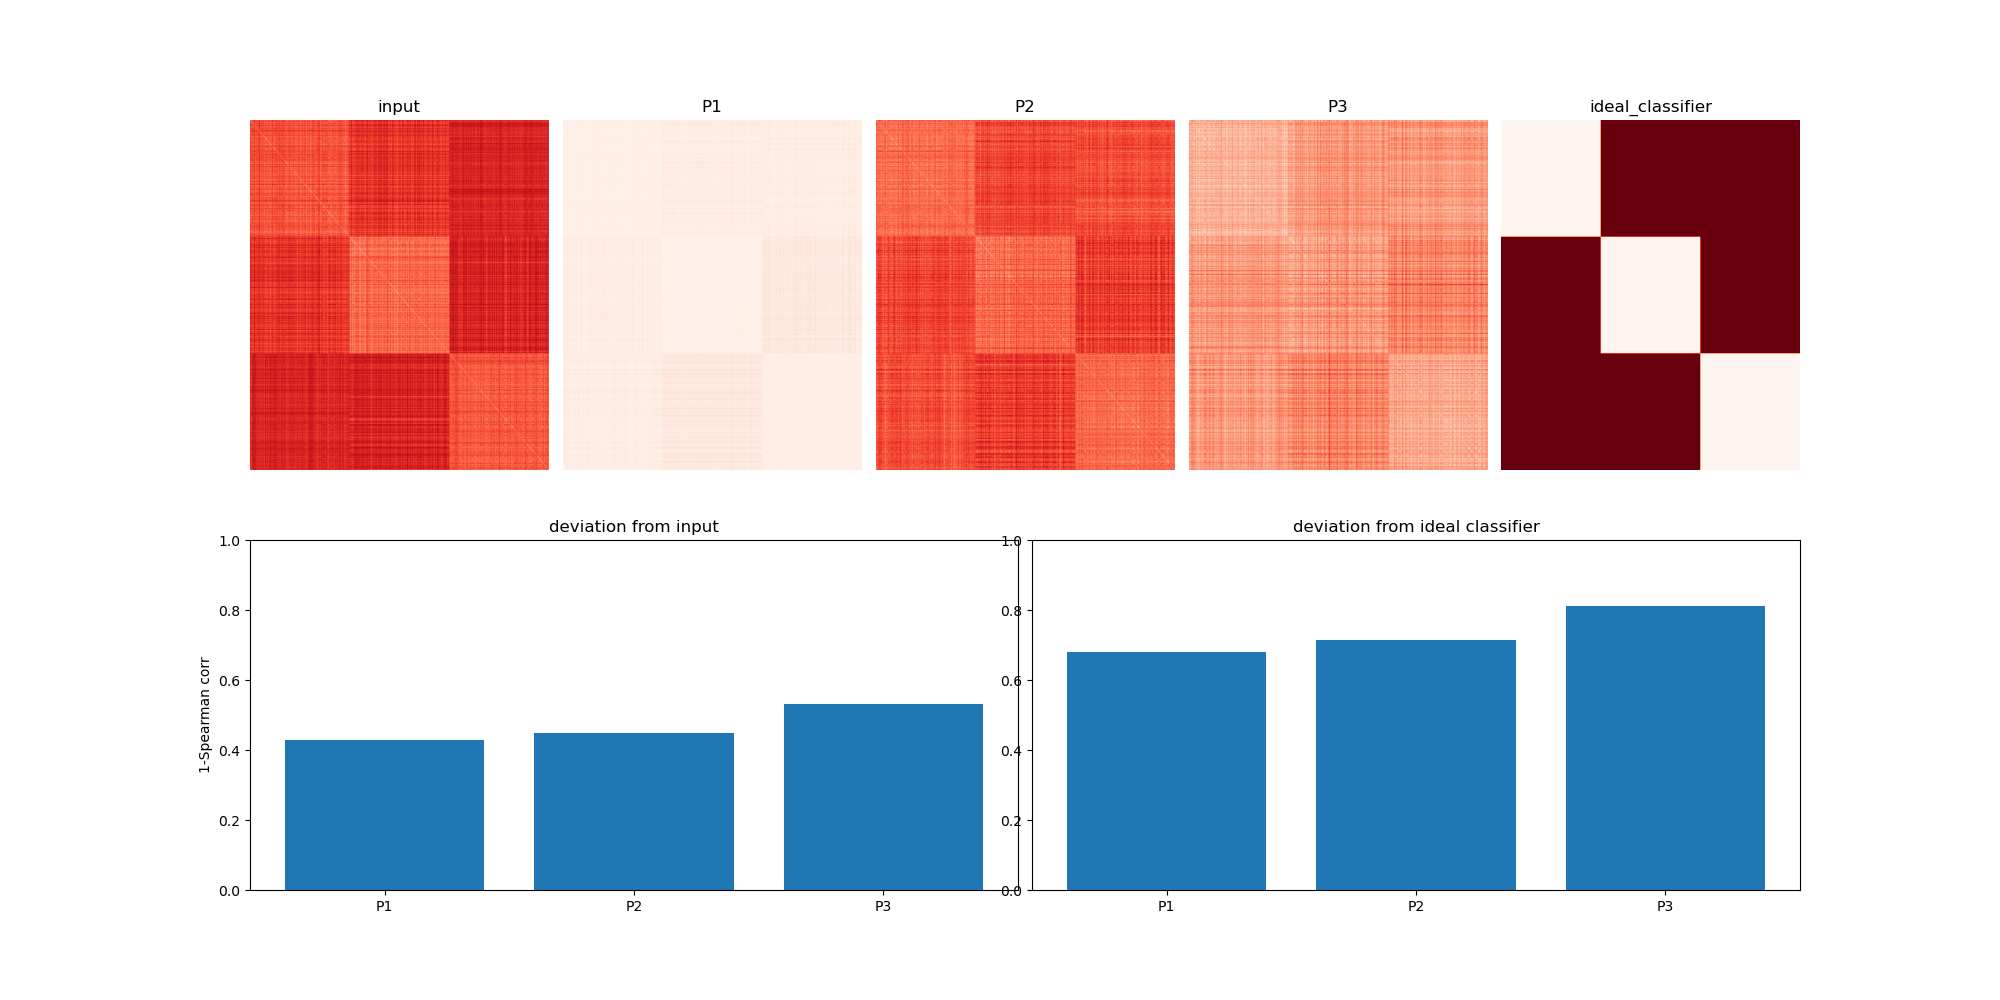 input P1 P2 P3 ideal_classifier
deviation from input
1-Spearman corr
1.0
0.8
0.6
0.4
0.2
0.0
P1 P2 P3
deviation from ideal classifier
1.0
0.8
0.6
0.4
0.2
0.0
P1 P2 P3